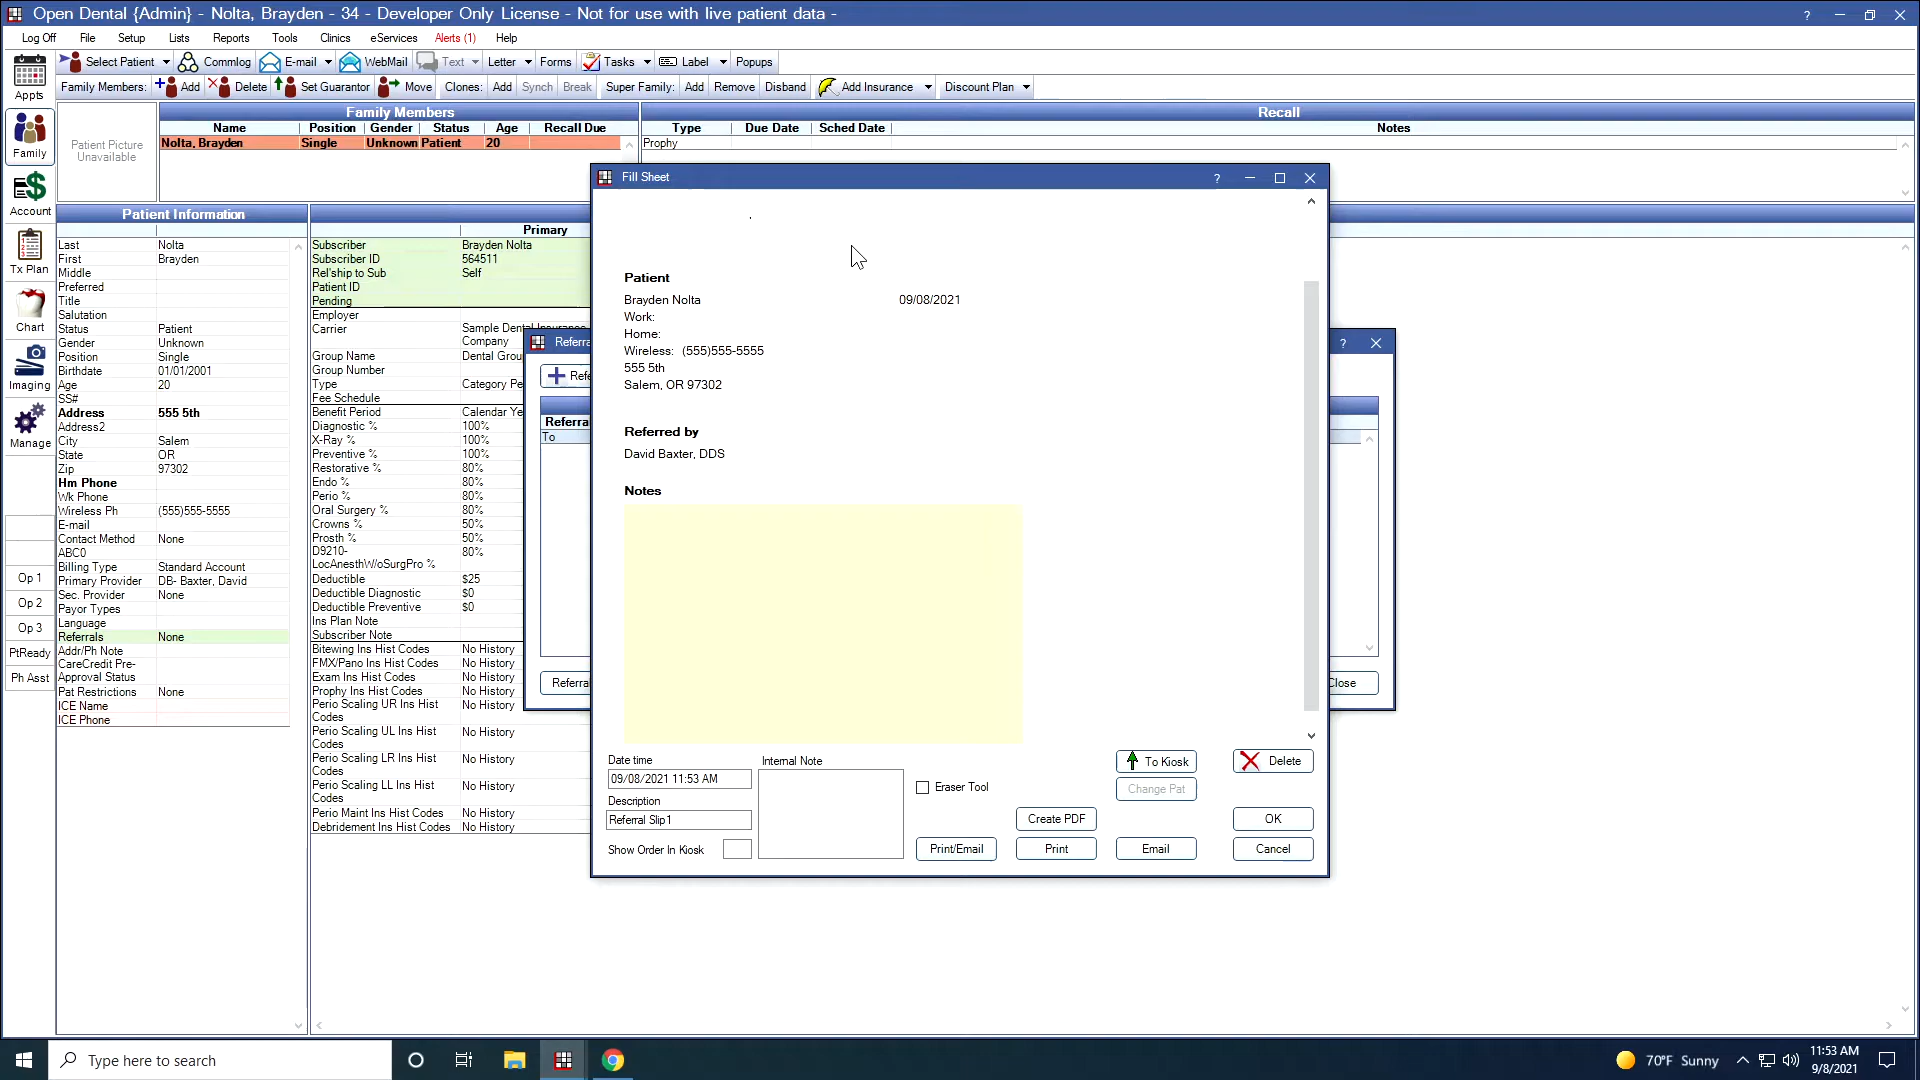 Open Dental {Admin} - Nolta, Brayden - 34 - Developer Only License - Not for use with live patient data -
Log Off File Setup Lists Reports Tools Clinics eServices Alerts (1) Help
Select Patient Commlog E-mail WebMail Text Letter Forms Tasks Label Popups
Family Members: Add Delete Set Guarantor Move Clones: Add Synch Break Super Family: Add Remove Disband Add Insurance Discount Plan
Appts
Family
Account
Tx Plan
Chart
Imaging
Manage
Op 1
Op 2
Op 3
PtReady
Ph Asst
Patient Picture
Unavailable
Family Members
Name Position Gender Status Age Recall Due
Nolta, Brayden Single Unknown Patient 20
Recall
Type Due Date Sched Date Notes
Prophy
Patient Information
Last Nolta
First Brayden
Middle
Preferred
Title
Salutation
Status Patient
Gender Unknown
Position Single
Birthdate 01/01/2001
Age 20
SS#
Address 555 5th
Address2
City Salem
State OR
Zip 97302
Hm Phone
Wk Phone
Wireless Ph (555)555-5555
E-mail
Contact Method None
ABC0
Billing Type Standard Account
Primary Provider DB- Baxter, David
Sec. Provider None
Payor Types
Language
Referrals None
Addr/Ph Note
CareCredit Pre-
Approval Status
Pat Restrictions None
ICE Name
ICE Phone
Primary
Subscriber Brayden Nolta
Subscriber ID 564511
Rel'ship to Sub Self
Patient ID
Pending
Employer
Carrier Sample Dental Insurance
Company
Group Name Dental Grou
Group Number
Type Category Pe
Fee Schedule
Benefit Period Calendar Ye
Diagnostic % 100%
X-Ray % 100%
Preventive % 100%
Restorative % 80%
Endo % 80%
Perio % 80%
Oral Surgery % 80%
Crowns % 50%
Prosth % 50%
D9210- 80%
LocAnesthW/oSurgPro %
Deductible $25
Deductible Diagnostic $0
Deductible Preventive $0
Ins Plan Note
Subscriber Note
Bitewing Ins Hist Codes No History
FMX/Pano Ins Hist Codes No History
Exam Ins Hist Codes No History
Prophy Ins Hist Codes No History
Perio Scaling UR Ins Hist No History
Codes
Perio Scaling UL Ins Hist No History
Codes
Perio Scaling LR Ins Hist No History
Codes
Perio Scaling LL Ins Hist No History
Codes
Perio Maint Ins Hist Codes No History
Debridement Ins Hist Codes No History
Referra ?
Refe
Referra
To
Referra
Close
Fill Sheet ?
Patient
Brayden Nolta 09/08/2021
Work:
Home:
Wireless: (555)555-5555
555 5th
Salem, OR 97302
Referred by
David Baxter, DDS
Notes
Date time
09/08/2021 11:53 AM
Description
Referral Slip1
Show Order In Kiosk
Internal Note
Eraser Tool
To Kiosk Delete
Change Pat
Create PDF OK
Print/Email Print Email Cancel
Type here to search
70°F Sunny
11:53 AM
9/8/2021